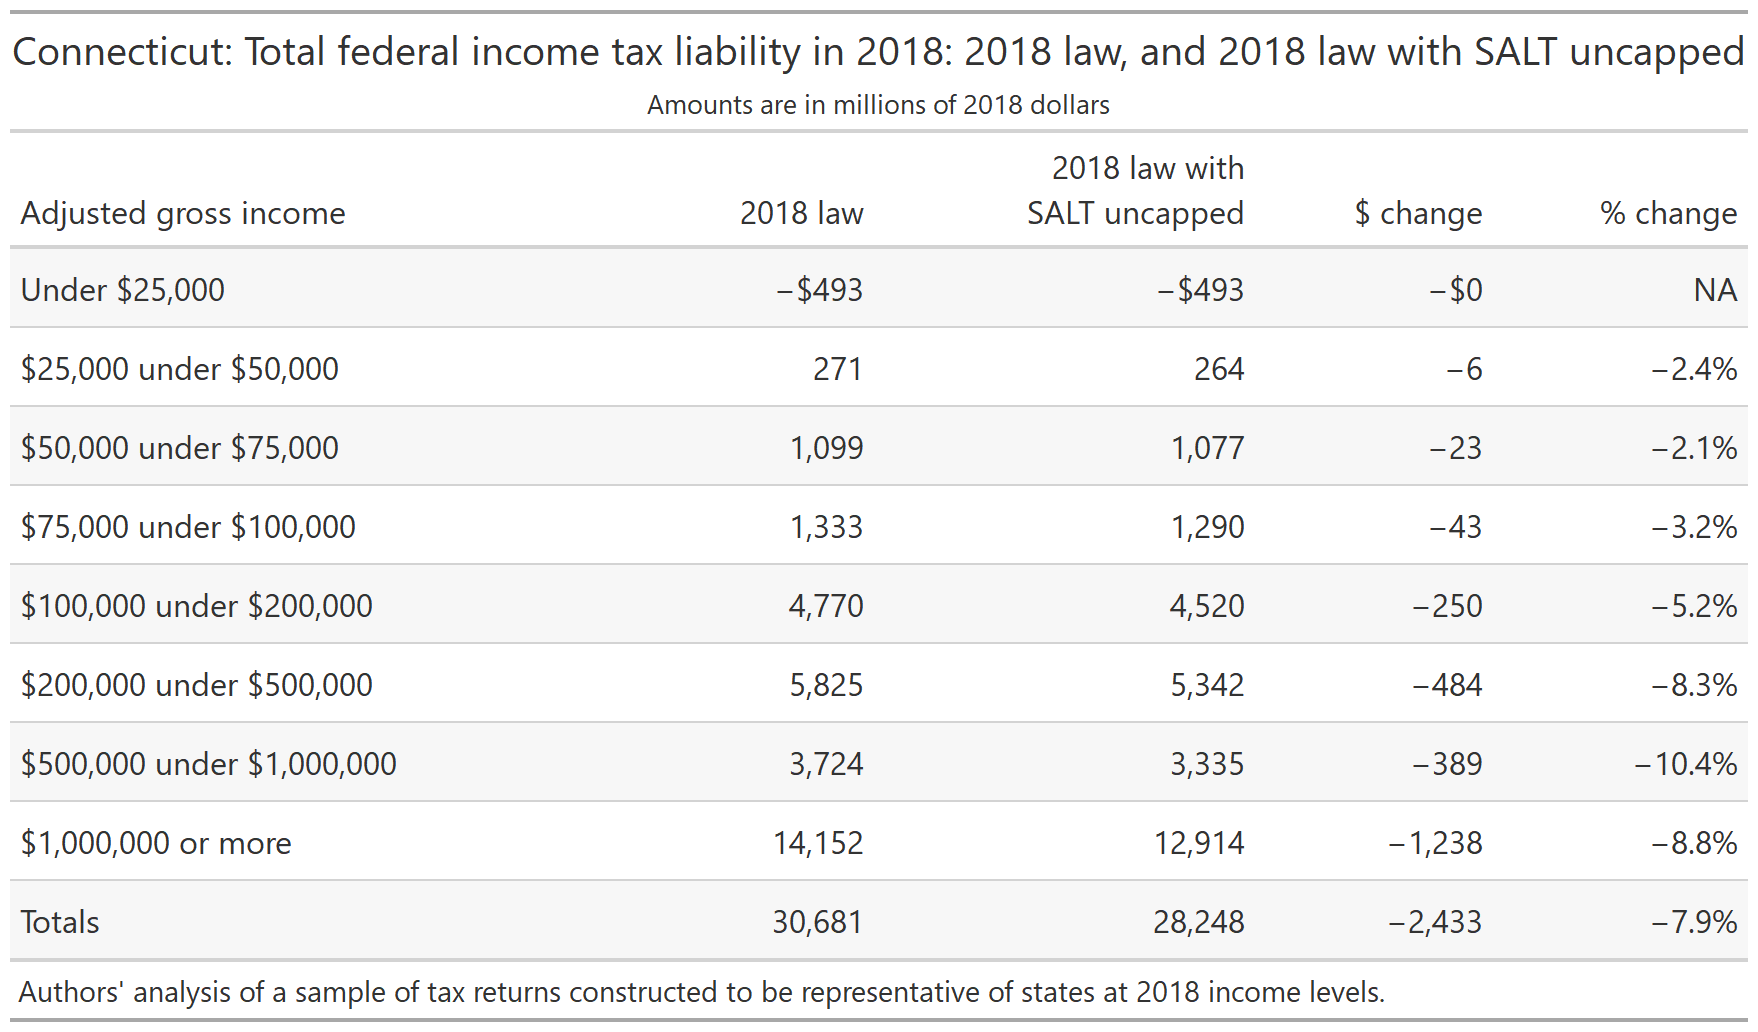 Connecticut: Total federal income tax liability in 2018: 2018 law, and 2018 law with SALT uncapped
Amounts are in millions of 2018 dollars
2018 law with
Adjusted gross income 2018 law SALT uncapped $ change % change
Under $25,000 −$493 −$493 −$0 NA
$25,000 under $50,000 271 264 −6 −2.4%
$50,000 under $75,000 1,099 1,077 −23 −2.1%
$75,000 under $100,000 1,333 1,290 −43 −3.2%
$100,000 under $200,000 4,770 4,520 −250 −5.2%
$200,000 under $500,000 5,825 5,342 −484 −8.3%
$500,000 under $1,000,000 3,724 3,335 −389 −10.4%
$1,000,000 or more 14,152 12,914 −1,238 −8.8%
Totals 30,681 28,248 −2,433 −7.9%
Authors' analysis of a sample of tax returns constructed to be representative of states at 2018 income levels.